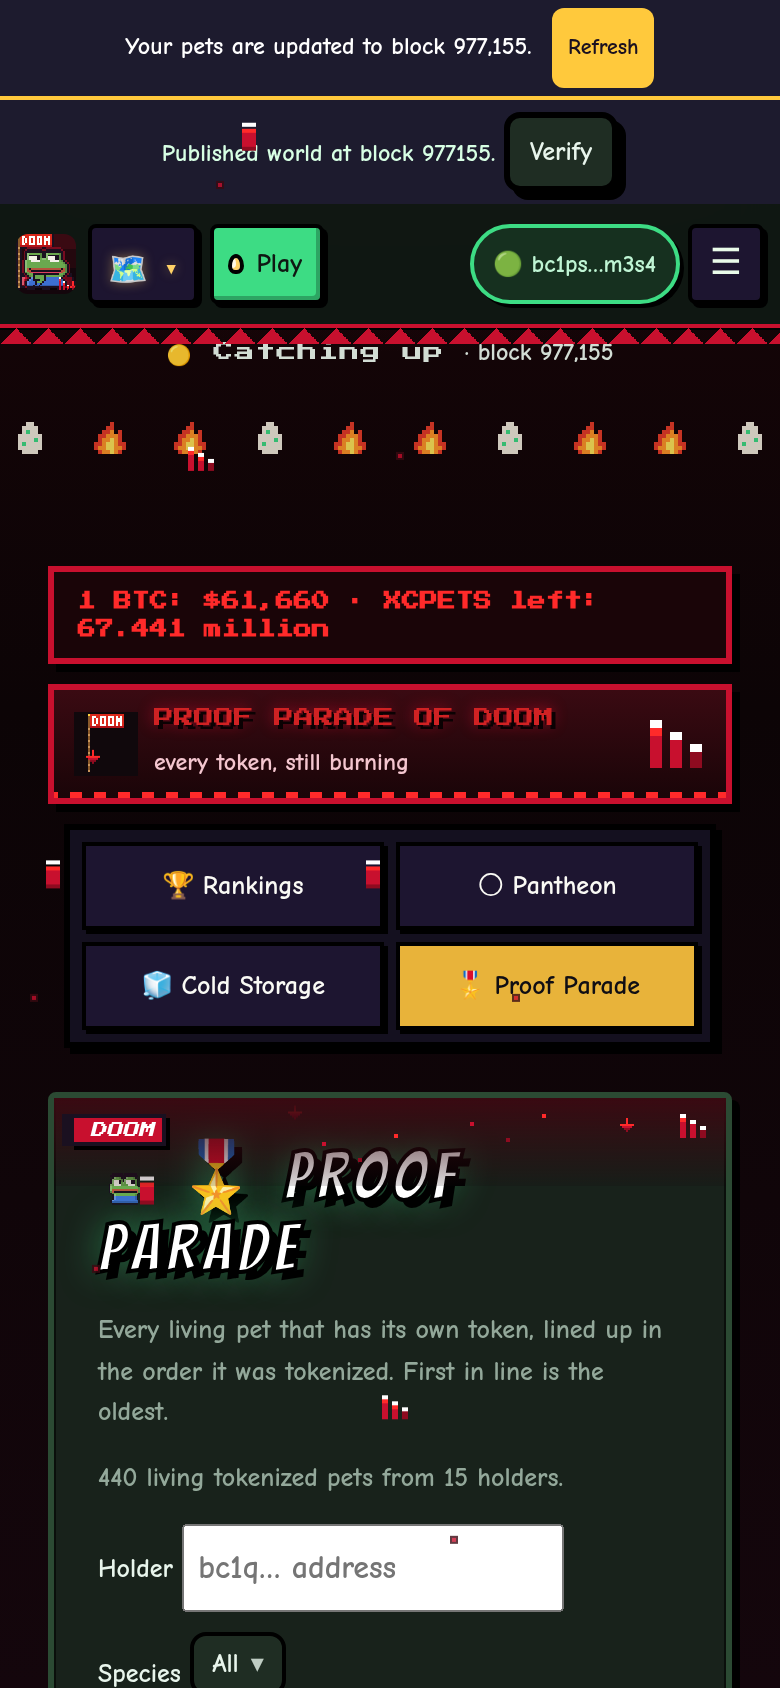 Your pets are updated to block 977,155.
Refresh
Published world at block 977155.
Verify
DOOM
Play
bc1ps...m3s4
Catching up · block 977,155
1 BTC: $61,660 · XCPETS left:
67.441 million
DOOM
PROOF PARADE OF DOOM
every token, still burning
Rankings
Pantheon
Cold Storage
Proof Parade
DOOM
PROOF
PARADE
Every living pet that has its own token, lined up in
the order it was tokenized. First in line is the
oldest.
440 living tokenized pets from 15 holders.
Holder bc1q... address
Species All